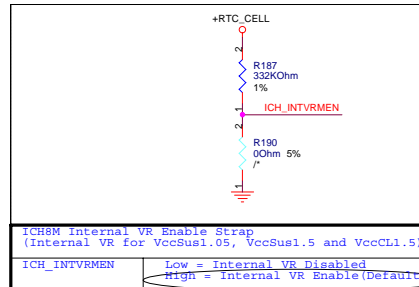 +RTC_CELL
2
R187
332KOhm
1%
1
ICH_INTVRMEN
2
R190
0Ohm 5%
/*
1
ICH8M Internal VR Enable Strap
(Internal VR for VccSus1.05, VccSus1.5 and VccCL1.5)
ICH_INTVRMEN
Low = Internal VR Disabled
High = Internal VR Enable(Default